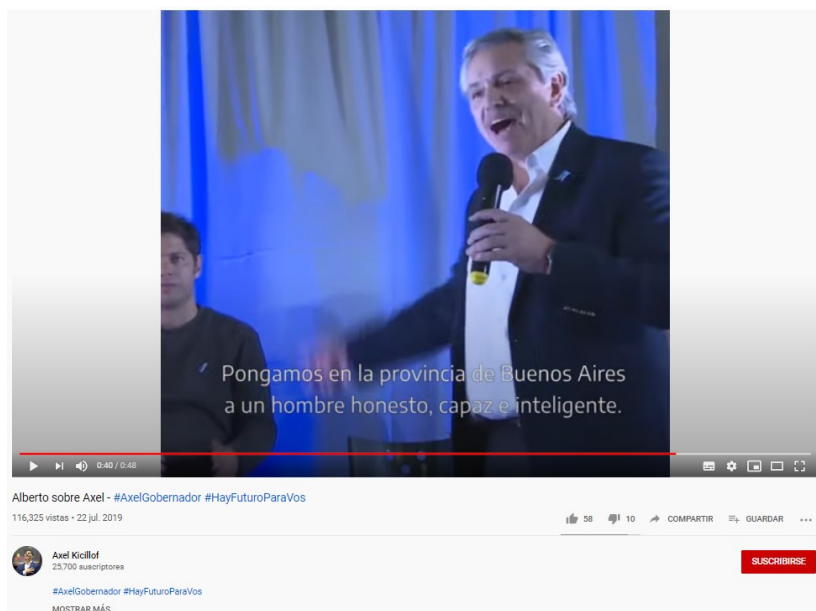 Pongamos en la provincia de Buenos Aires
a un hombre honesto, capaz e inteligente.
0:40 / 0:48
Alberto sobre Axel - #AxelGobernador #HayFuturoParaVos
116,325 vistas • 22 jul. 2019
58
10
COMPARTIR
GUARDAR
Axel Kicillof
25,700 suscriptores
SUSCRIBIRSE
#AxelGobernador #HayFuturoParaVos
MOSTRAR MÁS